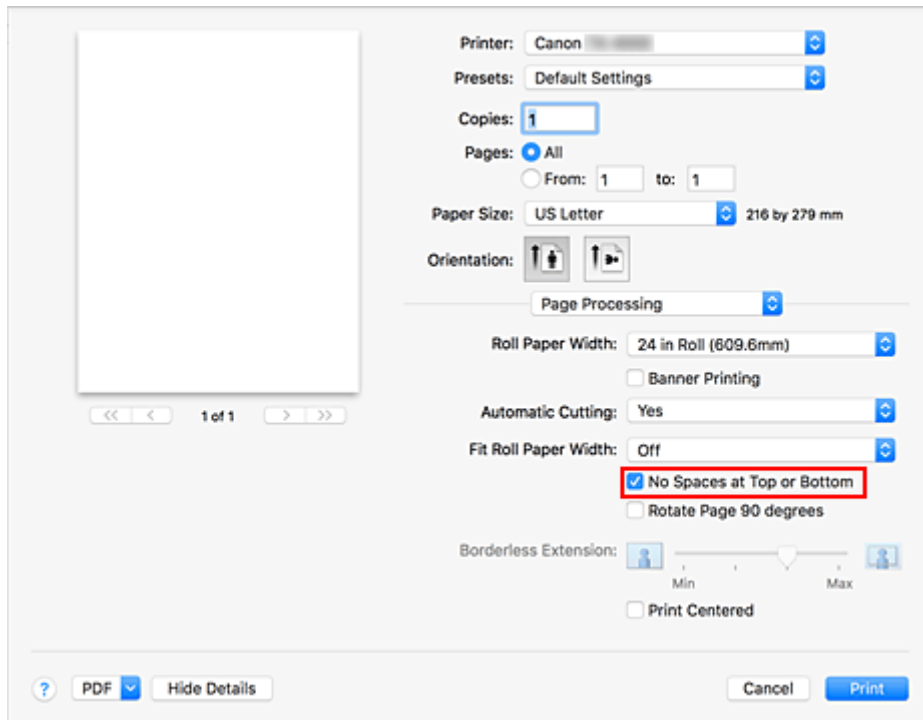 Printer: Canon
Presets: Default Settings
Copies: 1
Pages: All
From: 1 to: 1
Paper Size: US Letter 216 by 279 mm
Orientation:
Page Processing
Roll Paper Width: 24 in Roll (609.6mm)
Banner Printing
<< < 1 of 1 > >>
Automatic Cutting: Yes
Fit Roll Paper Width: Off
No Spaces at Top or Bottom
Rotate Page 90 degrees
Borderless Extension:
Min Max
Print Centered
? PDF Hide Details Cancel Print